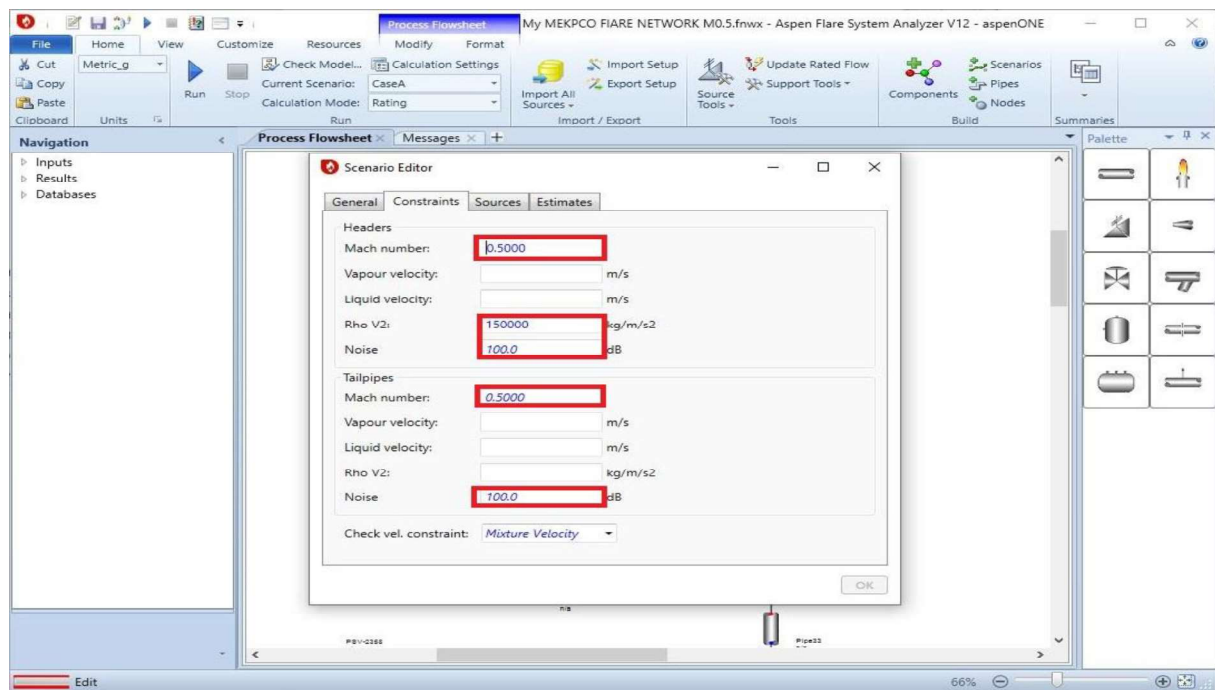 Process Flowsheet
My MEKPCO FIARE NETWORK M0.5.fnwx - Aspen Flare System Analyzer V12 - aspenONE
File Home View Customize Resources Modify Format
Cut
Copy
Paste
Clipboard
Metric_g
Units
Run Stop
Check Model... Calculation Settings
Current Scenario: CaseA
Calculation Mode: Rating
Run
Import All Sources
Import Setup
Export Setup
Import / Export
Source Tools
Update Rated Flow
Support Tools
Tools
Components
Scenarios
Pipes
Nodes
Build
Summaries
Navigation
Inputs
Results
Databases
Process Flowsheet Messages
Palette
Scenario Editor
General Constraints Sources Estimates
Headers
Mach number: 0.5000
Vapour velocity: m/s
Liquid velocity: m/s
Rho V2: 150000 kg/m/s2
Noise 100.0 dB
Tailpipes
Mach number: 0.5000
Vapour velocity: m/s
Liquid velocity: m/s
Rho V2: kg/m/s2
Noise 100.0 dB
Check vel. constraint: Mixture Velocity
OK
Pipe33
Edit
66%